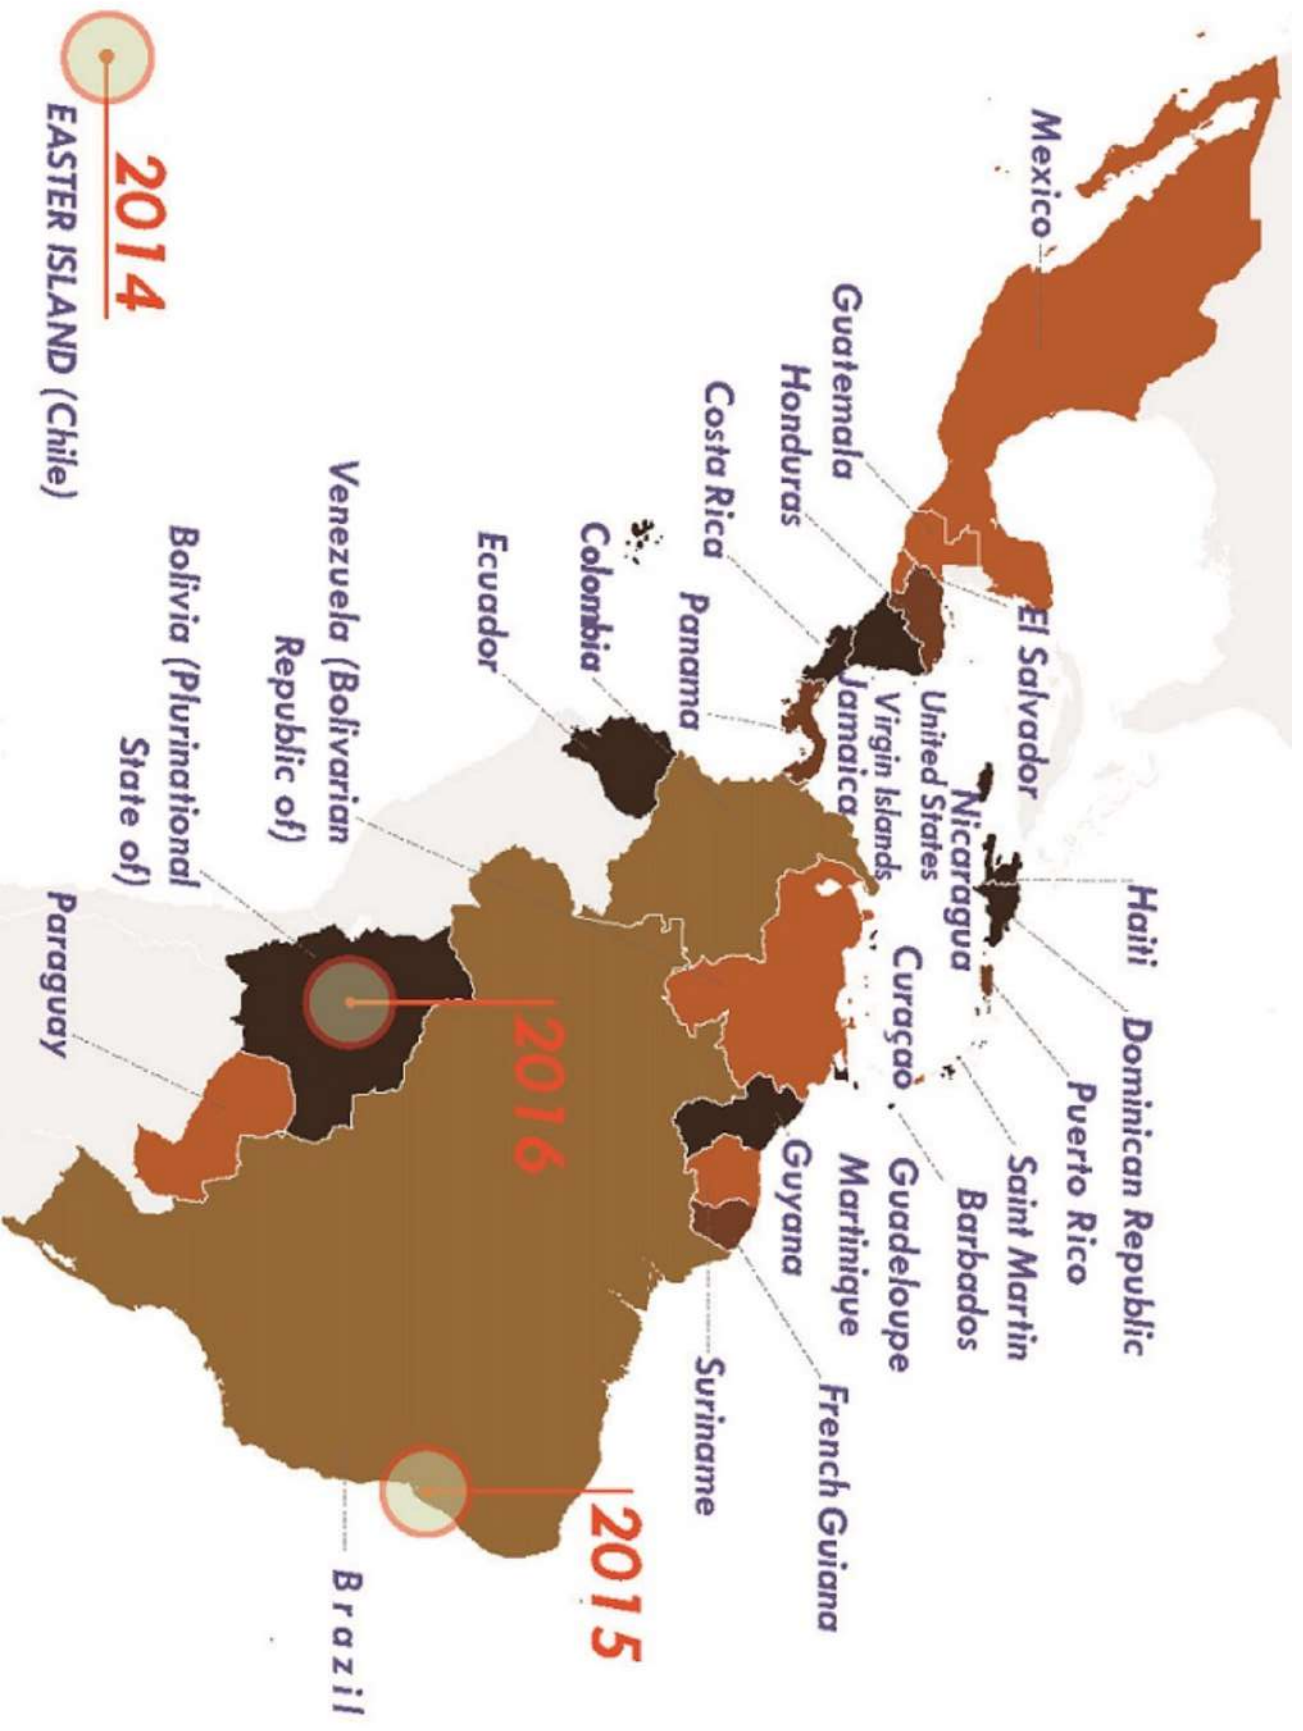 Mexico
Guatemala
Honduras
Costa Rica
Panama
Colombia
Ecuador
Venezuela (Bolivarian
Republic of)
Bolivia (Plurinational
State of)
Paraguay
2014
EASTER ISLAND (Chile)
El Salvador
Nicaragua
United States
Virgin Islands
Jamaica
Haiti
Dominican Republic
Puerto Rico
Saint Martin
Barbados
Curaçao
Guadeloupe
Martinique
Guyana
French Guiana
Suriname
2016
2015
Brazil